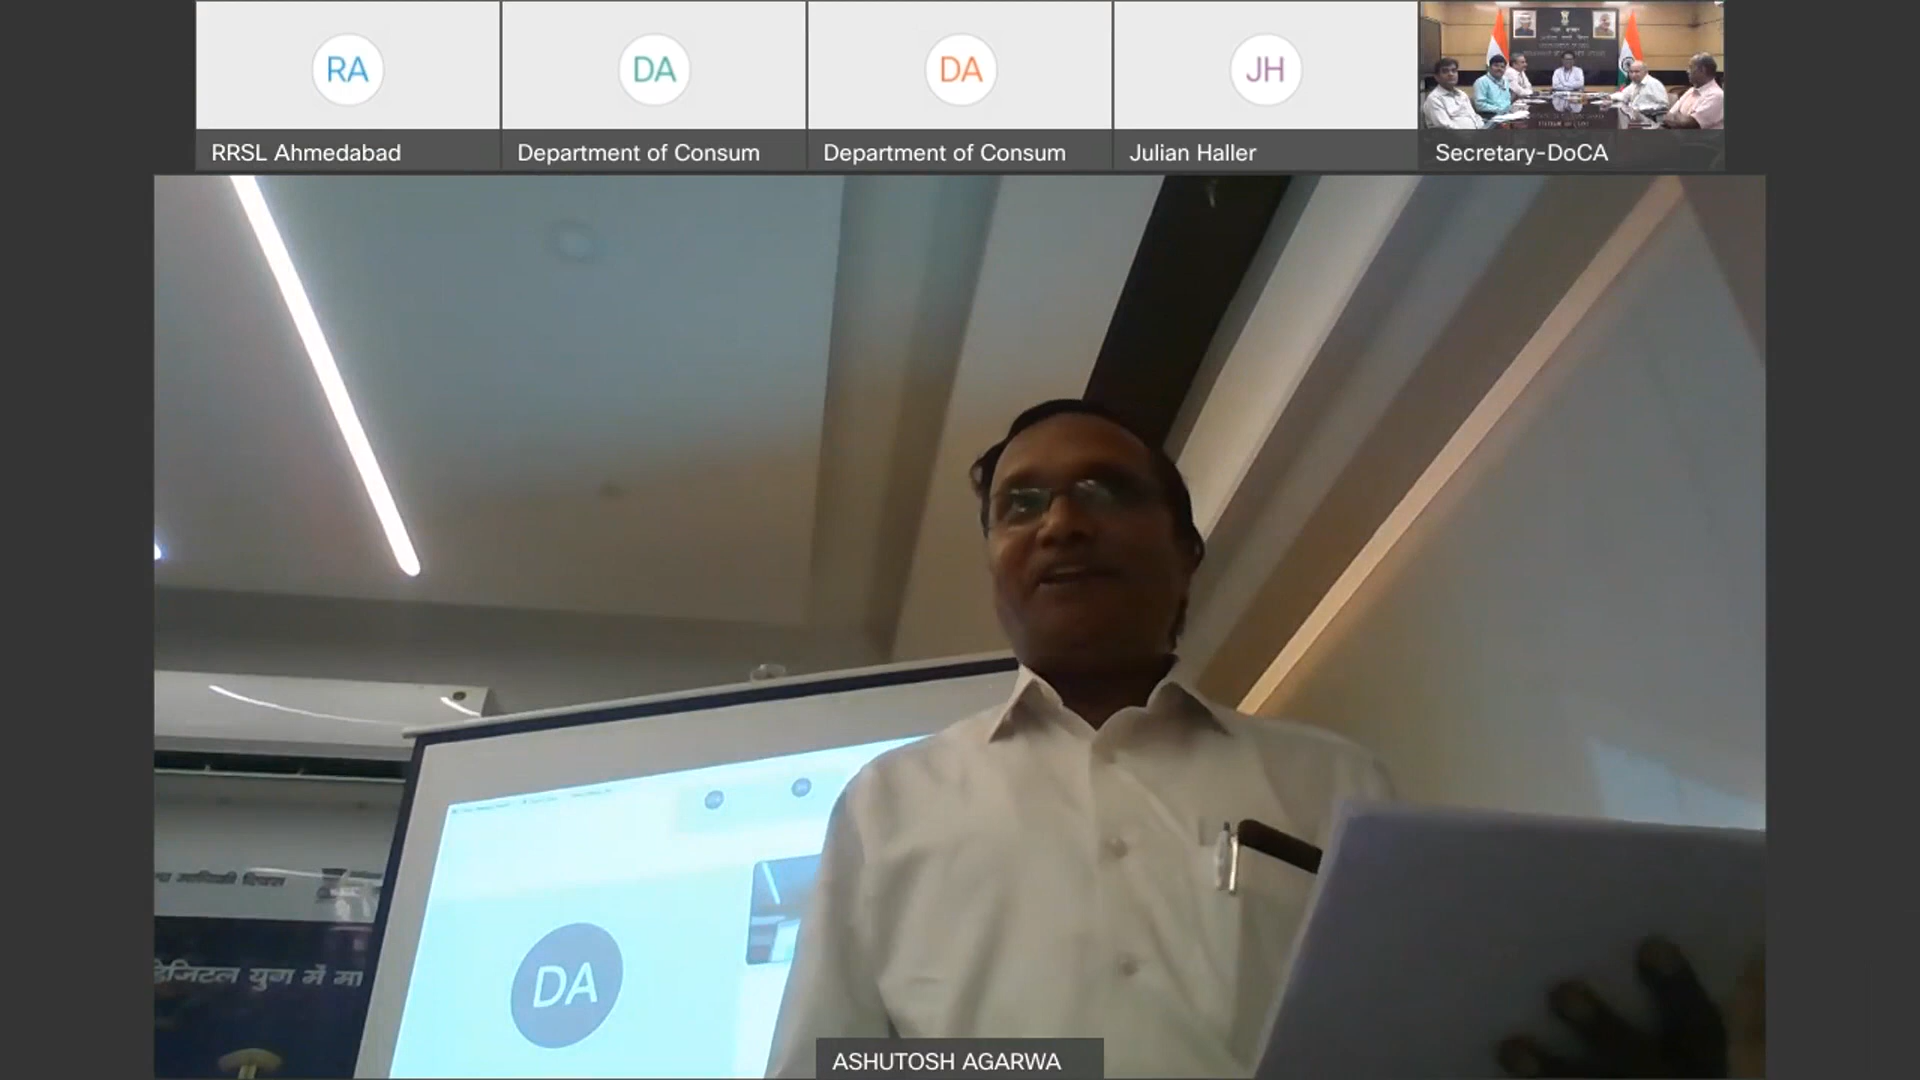 RA
DA
DA
JH
RRSL Ahmedabad
Department of Consum
Department of Consum
Julian Haller
Secretary-DoCA
दिवस
डिजिटल युग में
DA
ASHUTOSH AGARWA